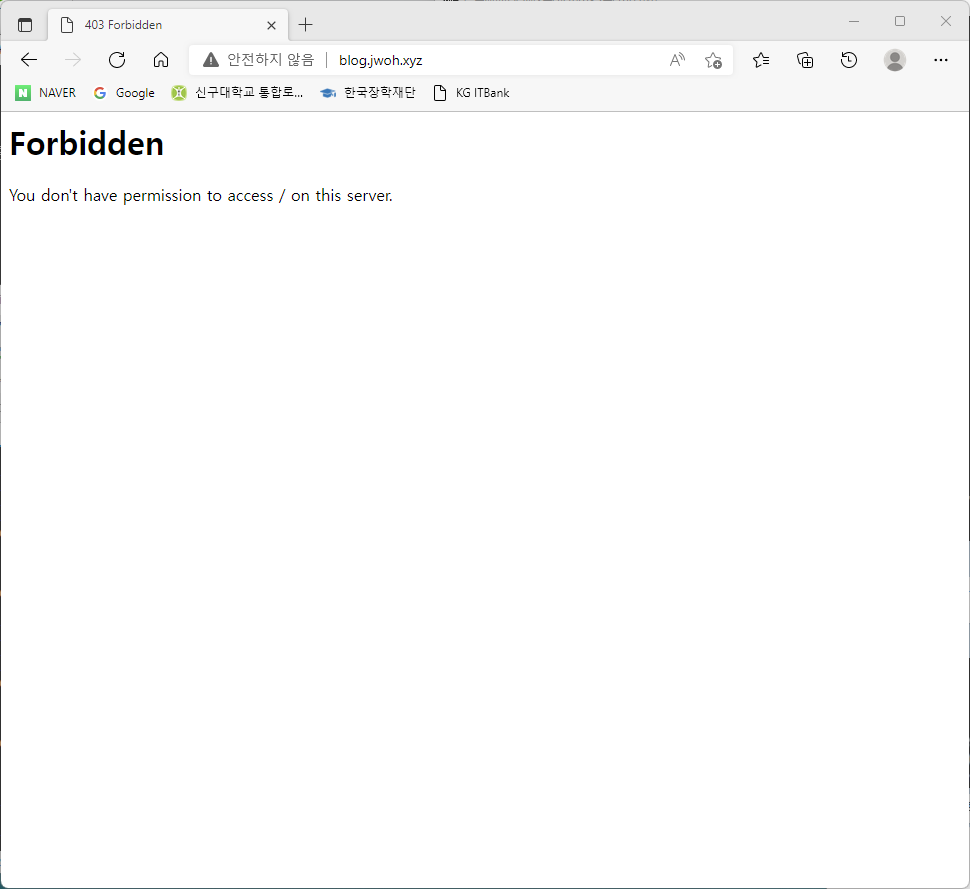 403 Forbidden
안전하지 않음 blog.jwoh.xyz
NAVER Google 신구대학교 통합로... 한국장학재단 KG ITBank
Forbidden
You don't have permission to access / on this server.